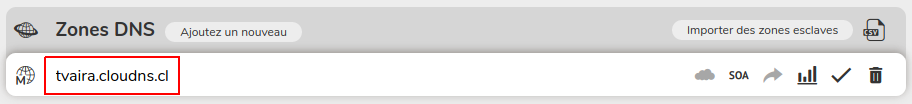 Zones DNS Ajoutez un nouveau Importer des zones esclaves CSV
M tvaira.cloudns.cl SOA